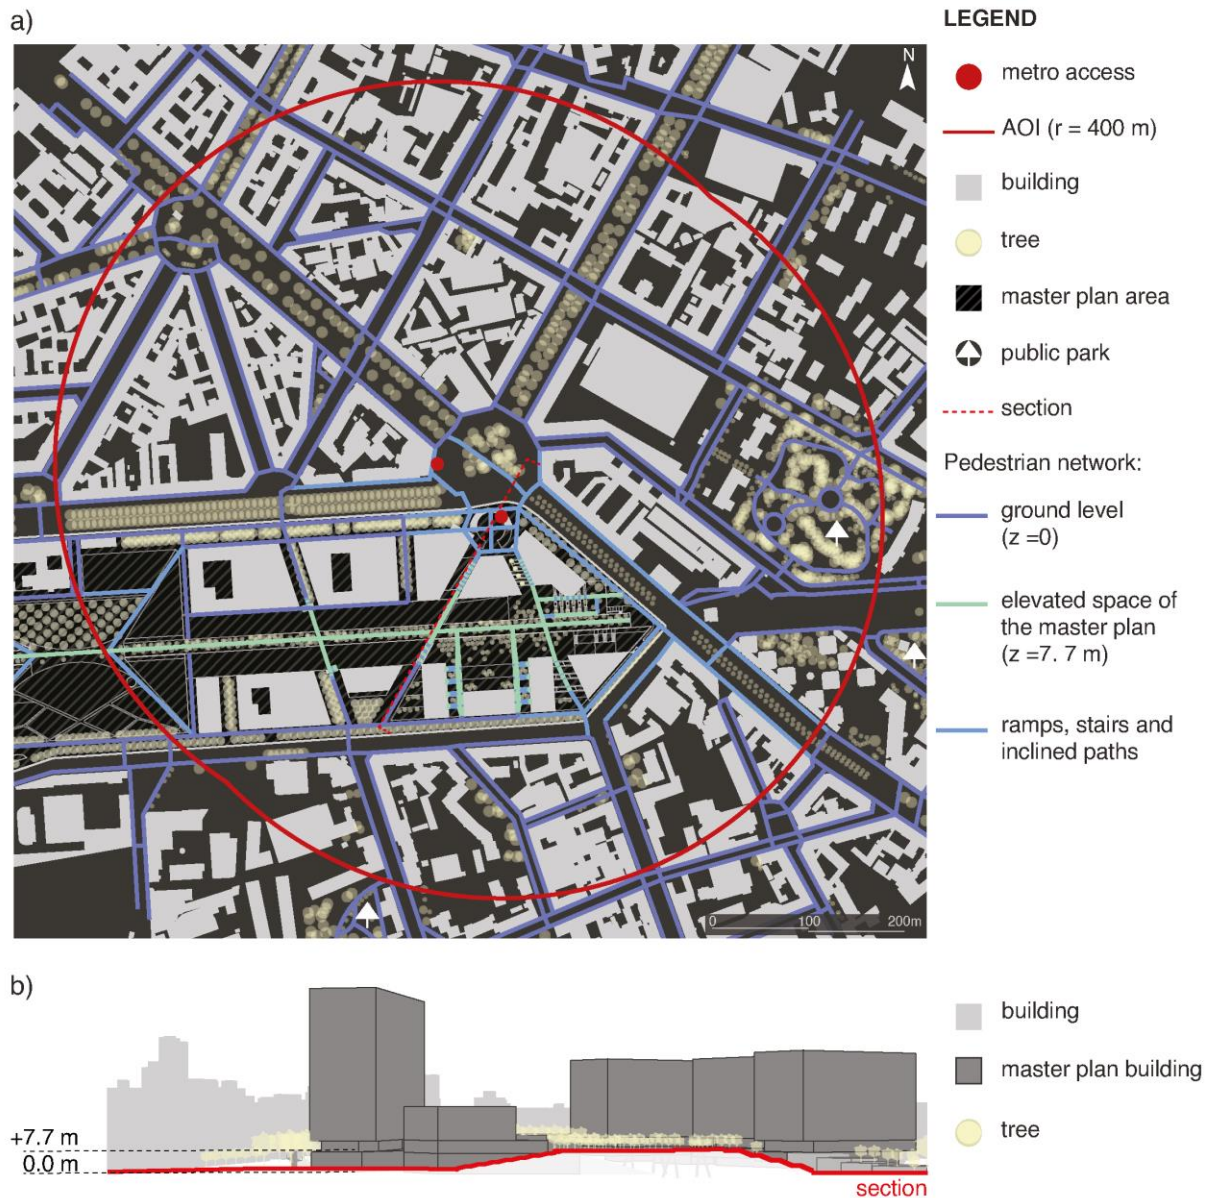 a)
N
0 100 200m
LEGEND
metro access
AOI (r = 400 m)
building
tree
master plan area
public park
section
Pedestrian network:
ground level
(z =0)
elevated space of
the master plan
(z =7. 7 m)
ramps, stairs and
inclined paths
b)
+7.7 m
0.0 m
section
building
master plan building
tree